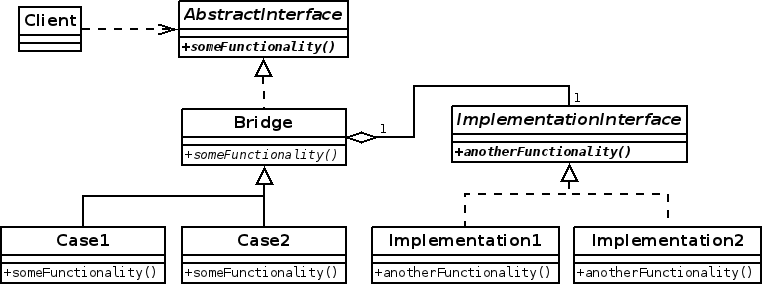 Client
AbstractInterface
+someFunctionality()
Bridge
+someFunctionality()
1
1
ImplementationInterface
+anotherFunctionality()
Case1
+someFunctionality()
Case2
+someFunctionality()
Implementation1
+anotherFunctionality()
Implementation2
+anotherFunctionality()